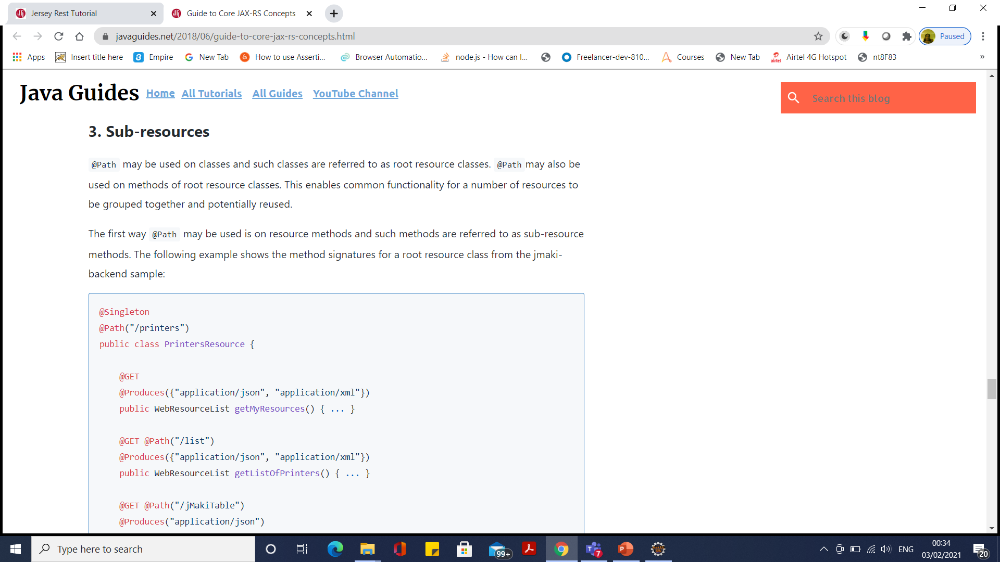 Jersey Rest Tutorial
Guide to Core JAX-RS Concepts
javaguides.net/2018/06/guide-to-core-jax-rs-concepts.html
Paused
Apps
Insert title here
Empire
New Tab
How to use Asserti...
Browser Automatio...
node.js - How can I...
Freelancer-dev-810...
Courses
New Tab
Airtel 4G Hotspot
nt8F83
»
Java Guides
Home
All Tutorials
All Guides
YouTube Channel
Search this blog
3. Sub-resources
@Path may be used on classes and such classes are referred to as root resource classes. @Path may also be
used on methods of root resource classes. This enables common functionality for a number of resources to
be grouped together and potentially reused.
The first way @Path may be used is on resource methods and such methods are referred to as sub-resource
methods. The following example shows the method signatures for a root resource class from the jmaki-
backend sample:
@Singleton
@Path("/printers")
public class PrintersResource {
@GET
@Produces({"application/json", "application/xml"})
public WebResourceList getMyResources() { ... }
@GET @Path("/list")
@Produces({"application/json", "application/xml"})
public WebResourceList getListOfPrinters() { ... }
@GET @Path("/jMakiTable")
@Produces("application/json")
Type here to search
99+
7
ENG
00:34
03/02/2021
20